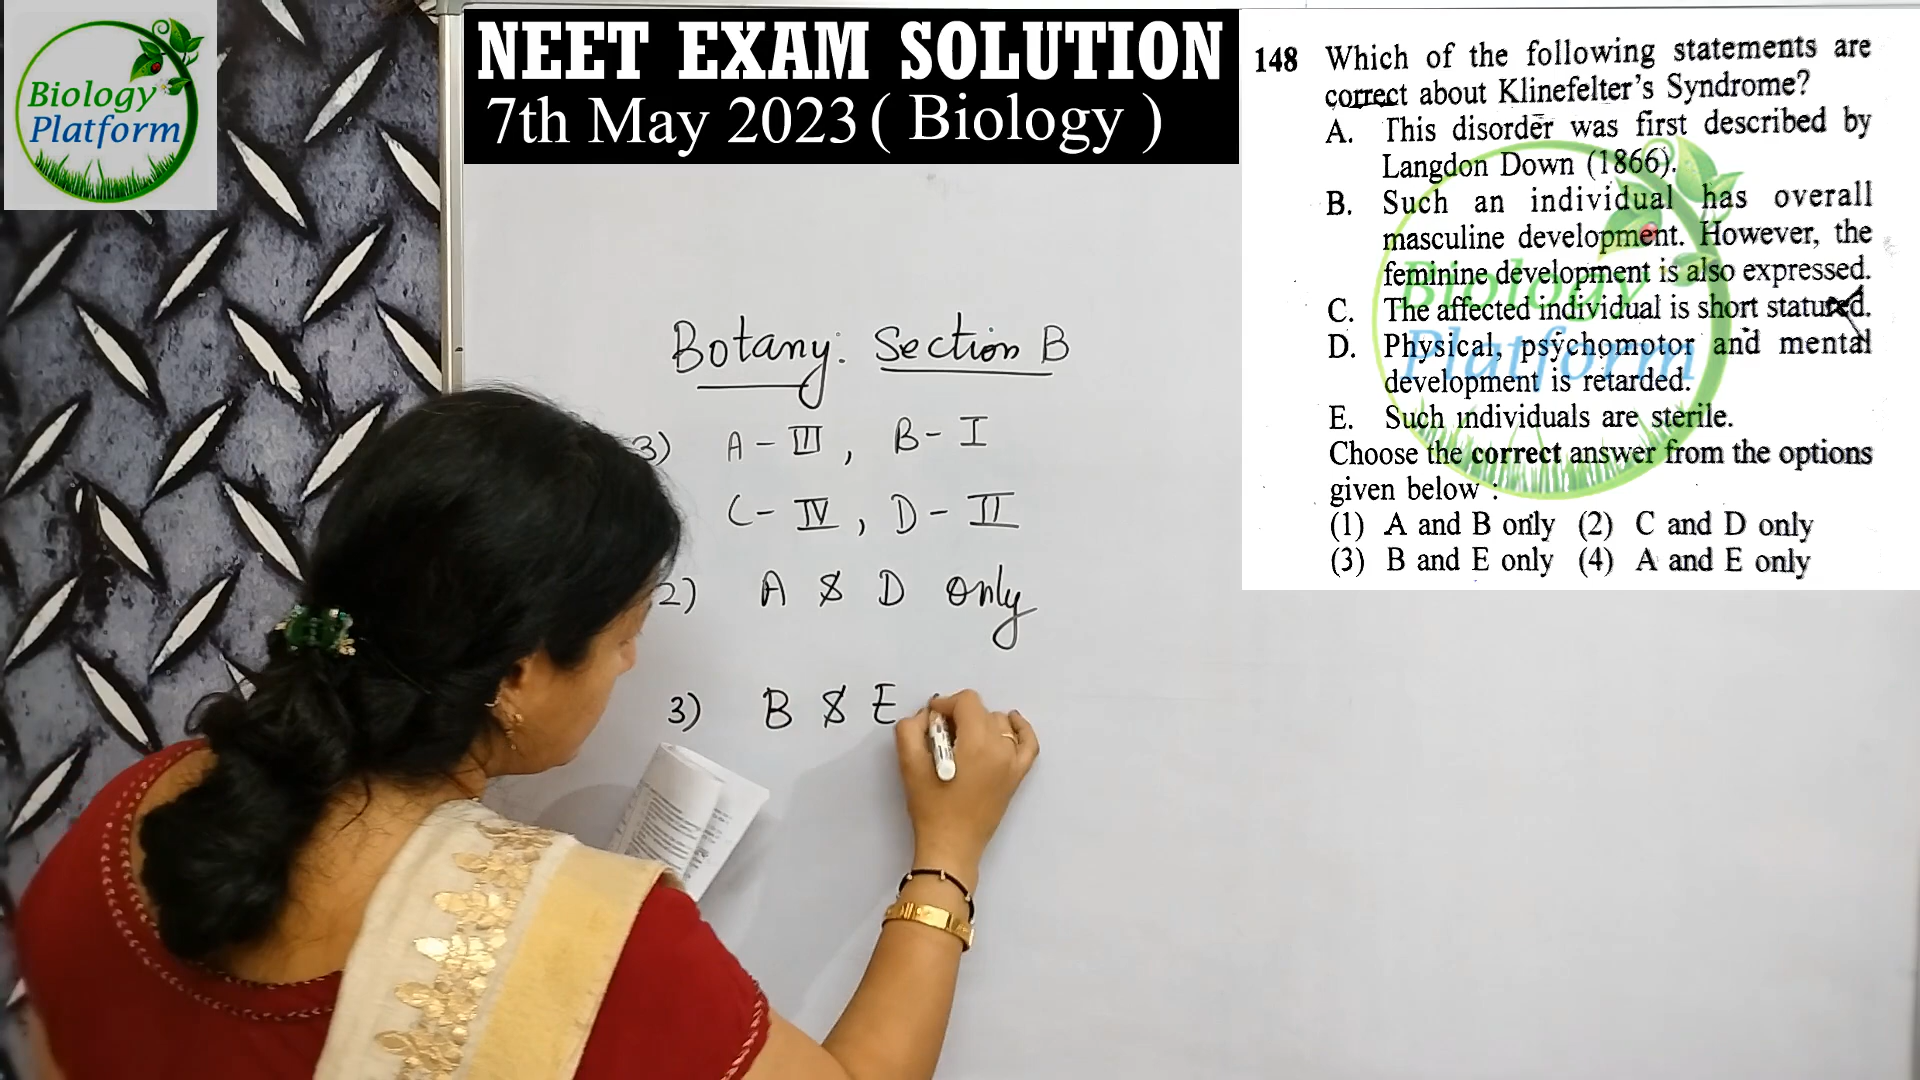 Biology
Platform
NEET EXAM SOLUTION
7th May 2023 ( Biology )
Botany: Section B
3) A - III, B - I
C - IV, D - II
2) A & D only
3) B & E
148 Which of the following statements are
correct about Klinefelter's Syndrome?
A. This disorder was first described by
Langdon Down (1866).
B. Such an individual has overall
masculine development. However, the
feminine development is also expressed.
C. The affected individual is short statured.
D. Physical, psychomotor and mental
development is retarded.
E. Such individuals are sterile.
Choose the correct answer from the options
given below :
(1) A and B only (2) C and D only
(3) B and E only (4) A and E only
Biology
Platform